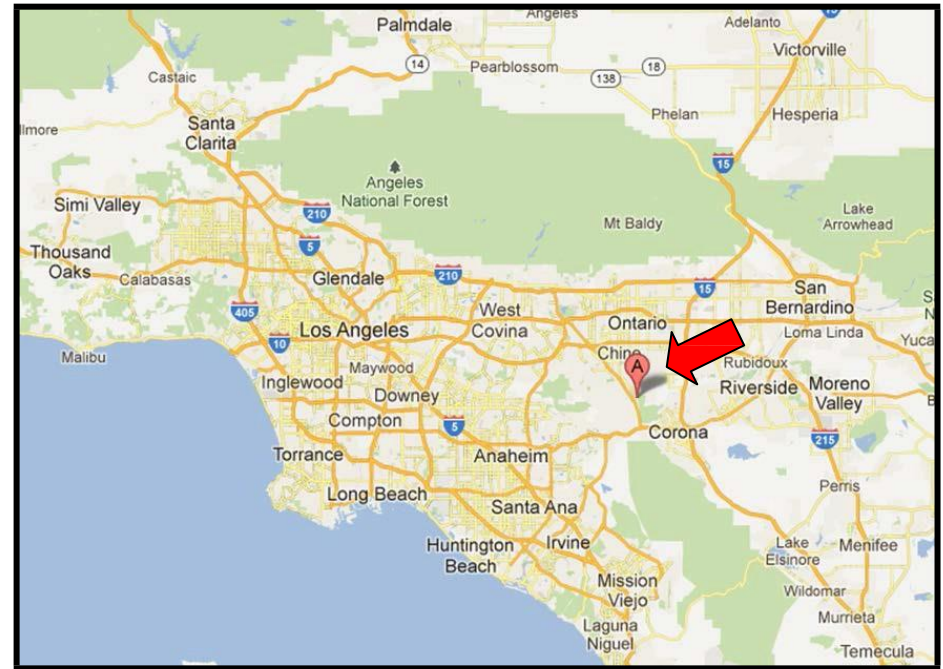 Palmdale
Angeles
Adelanto
15
Victorville
14
Pearblossom
138
18
Castaic
Phelan
Hesperia
Santa
Clarita
15
Angeles
National Forest
Simi Valley
210
Mt Baldy
Lake
Arrowhead
Thousand
Oaks
5
Calabasas
Glendale
210
15
San
Bernardino
405
West
Covina
Ontario
Los Angeles
Loma Linda
10
Malibu
Maywood
Chino
A
Rubidoux
Inglewood
Downey
Riverside
Moreno
Valley
Compton
5
Corona
215
Torrance
Anaheim
Long Beach
Perris
Santa Ana
Huntington
Beach
Irvine
Lake
Elsinore
Menifee
Mission
Viejo
Wildomar
Laguna
Niguel
Murrieta
Temecula